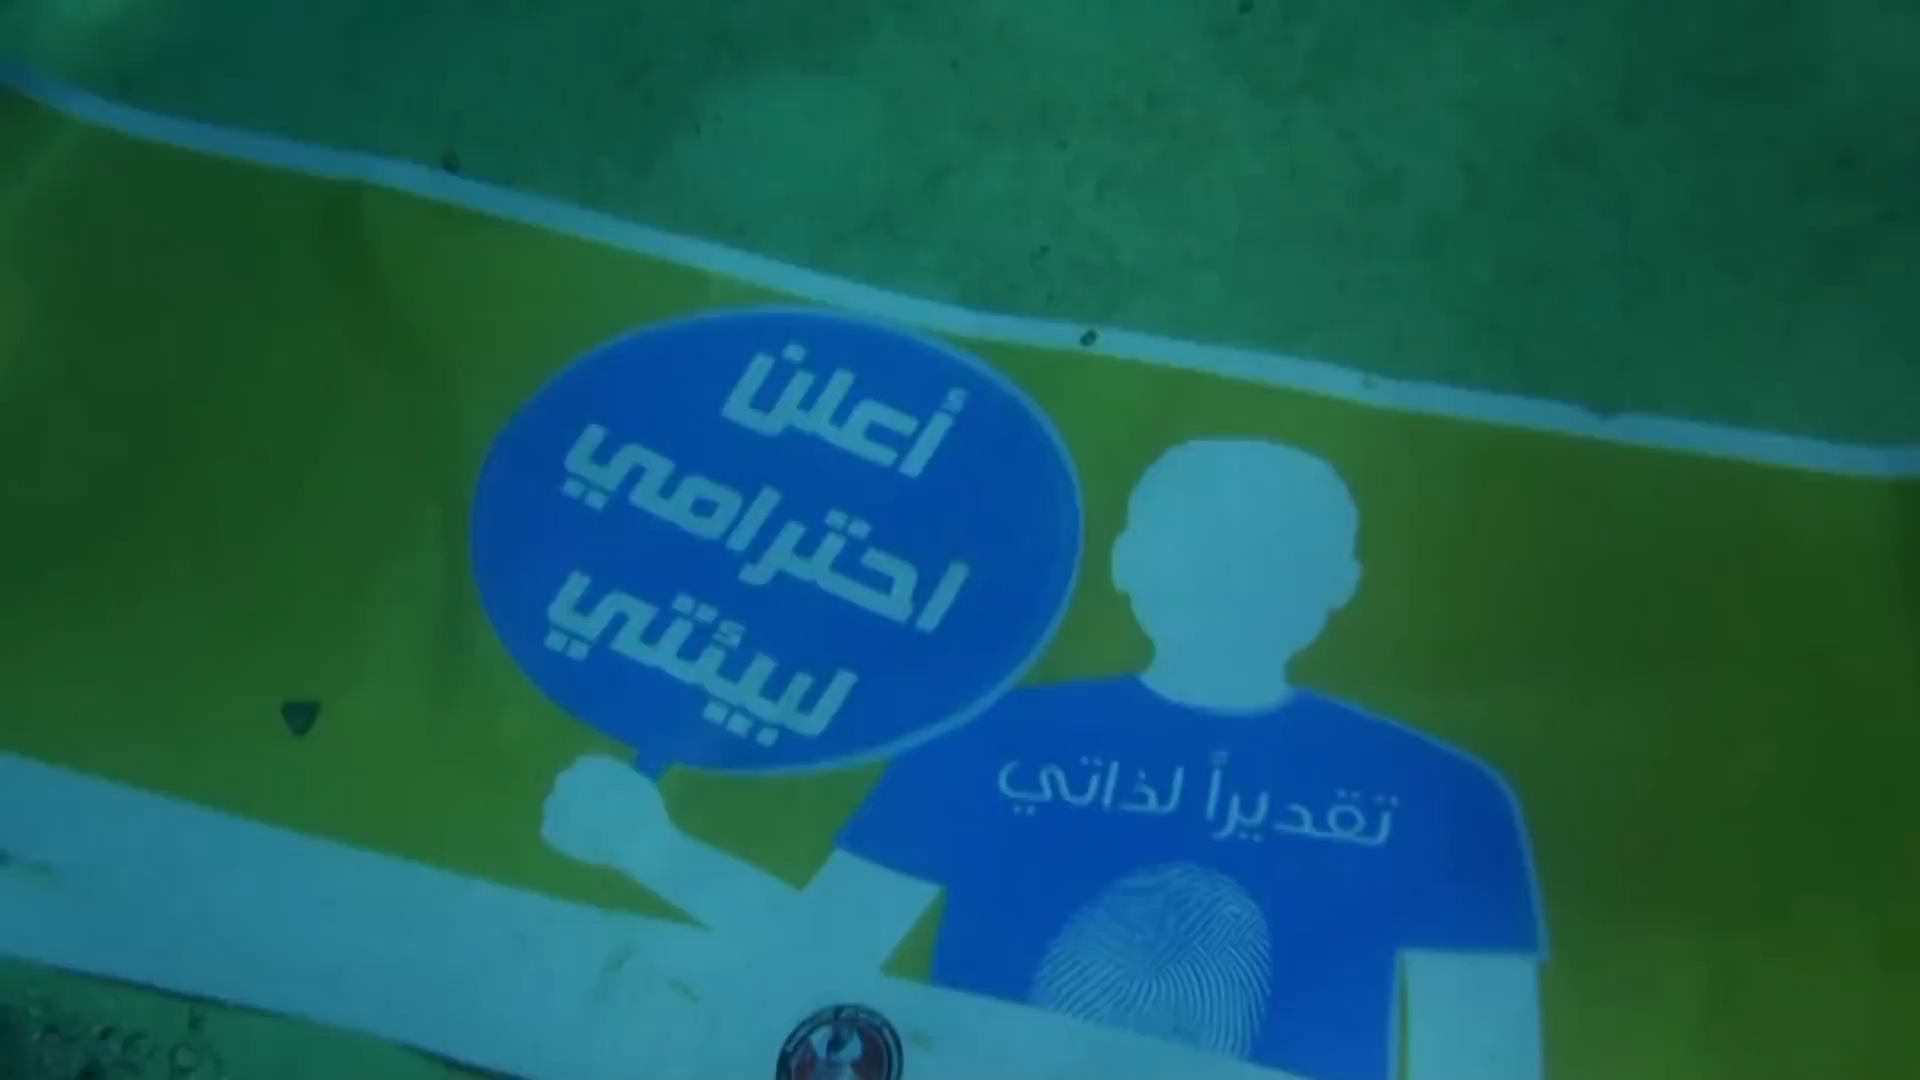 أعلن
احترامي
لبيئتي
تقديراً لذاتي